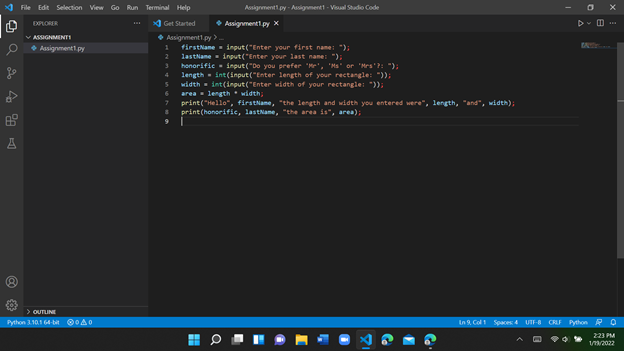 File Edit Selection View Go Run Terminal Help Assignment1.py - Assignment1 - Visual Studio Code
EXPLORER ··· Get Started Assignment1.py
ASSIGNMENT1 Assignment1.py > ...
Assignment1.py
1 firstName = input("Enter your first name: ");
2 lastName = input("Enter your last name: ");
3 honorific = input("Do you prefer 'Mr', 'Ms' or 'Mrs'?: ");
4 length = int(input("Enter length of your rectangle: "));
5 width = int(input("Enter width of your rectangle: "));
6 area = length * width;
7 print("Hello", firstName, "the length and width you entered were", length, "and", width);
8 print(honorific, lastName, "the area is", area);
9
OUTLINE
Python 3.10.1 64-bit 0 0 Ln 9, Col 1 Spaces: 4 UTF-8 CRLF Python
2:23 PM
1/19/2022